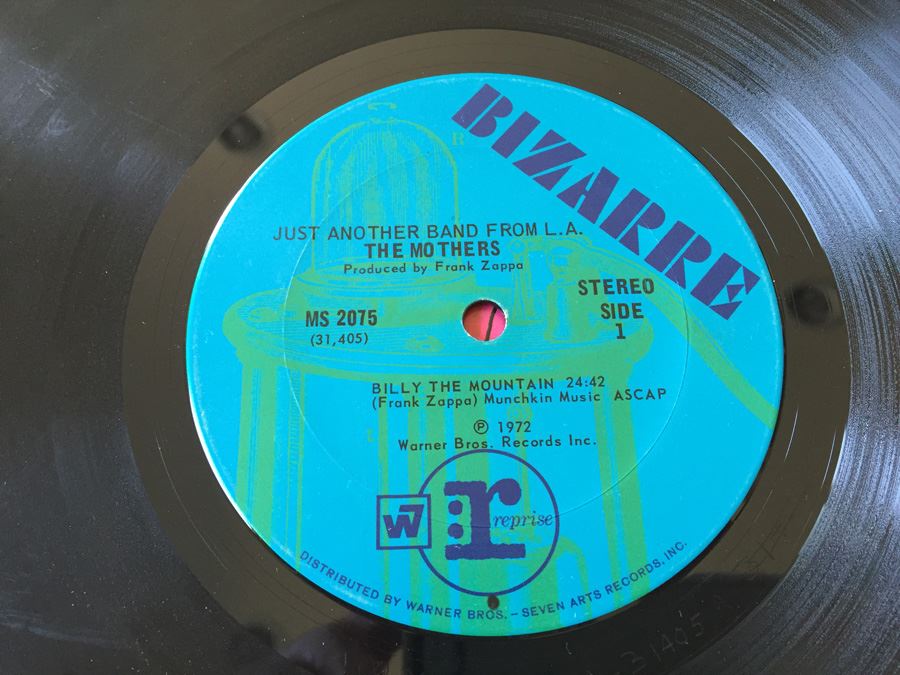 BIZARRE
R
JUST ANOTHER BAND FROM L.A.
THE MOTHERS
Produced by Frank Zappa
STEREO
SIDE
1
MS 2075
(31,405)
BILLY THE MOUNTAIN 24:42
(Frank Zappa) Munchkin Music ASCAP
℗ 1972
Warner Bros. Records Inc.
W7
r reprise
DISTRIBUTED BY WARNER BROS. – SEVEN ARTS RECORDS, INC.
31405